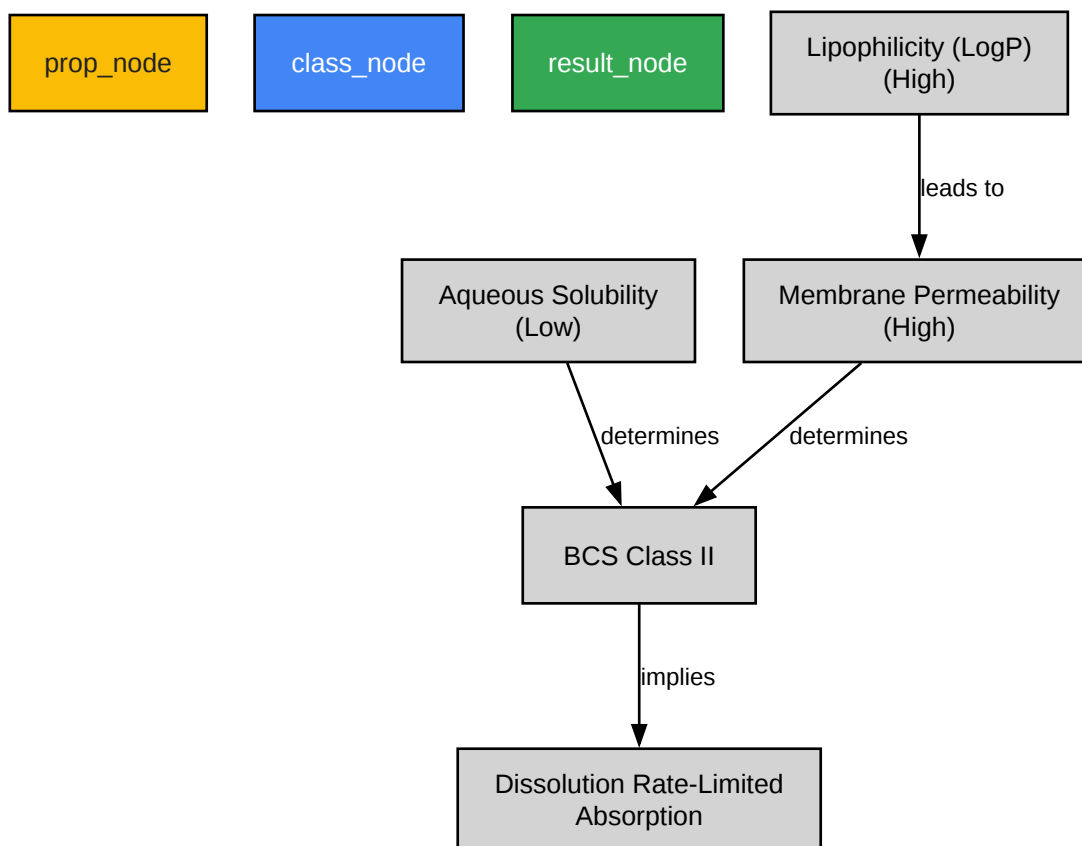 prop_node
class_node
result_node
Lipophilicity (LogP)
(High)
leads to
Aqueous Solubility
(Low)
Membrane Permeability
(High)
determines
determines
BCS Class II
implies
Dissolution Rate-Limited
Absorption